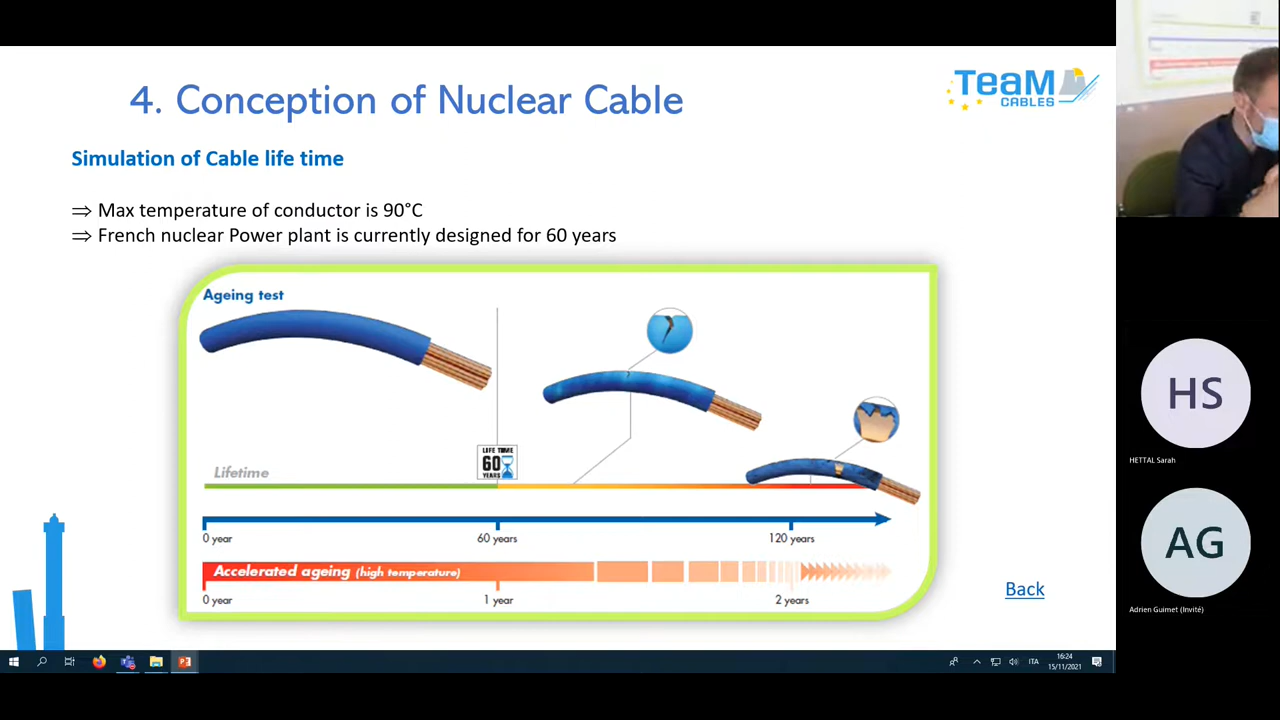 4. Conception of Nuclear Cable
TeaM
CABLES
Simulation of Cable life time
⇒ Max temperature of conductor is 90°C
⇒ French nuclear Power plant is currently designed for 60 years
Ageing test
LIFE TIME
60
YEARS
Lifetime
0 year
60 years
120 years
Accelerated ageing (high temperature)
0 year
1 year
2 years
Back
HS
HETTAL Sarah
AG
Adrien Guimet (Invité)
ITA
16:24
15/11/2021